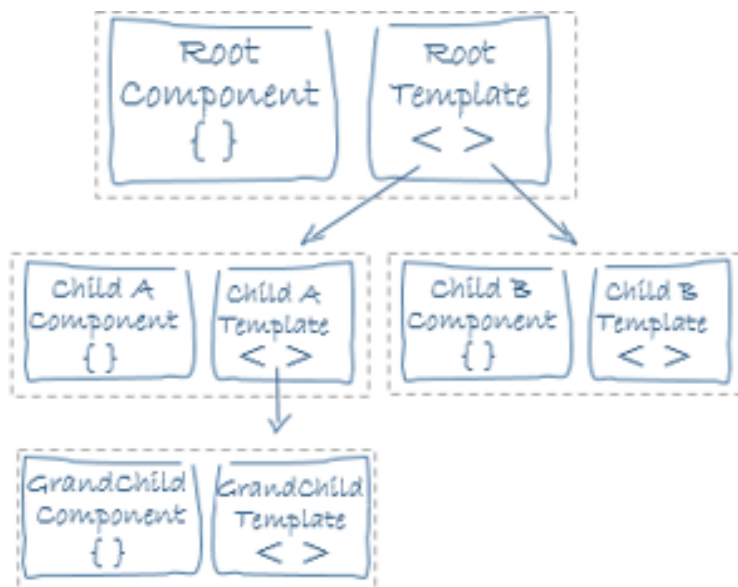 Root
Component
{ }
Root
Template
< >
Child A
Component
{ }
Child A
Template
< >
Child B
Component
{ }
Child B
Template
< >
GrandChild
Component
{ }
GrandChild
Template
< >